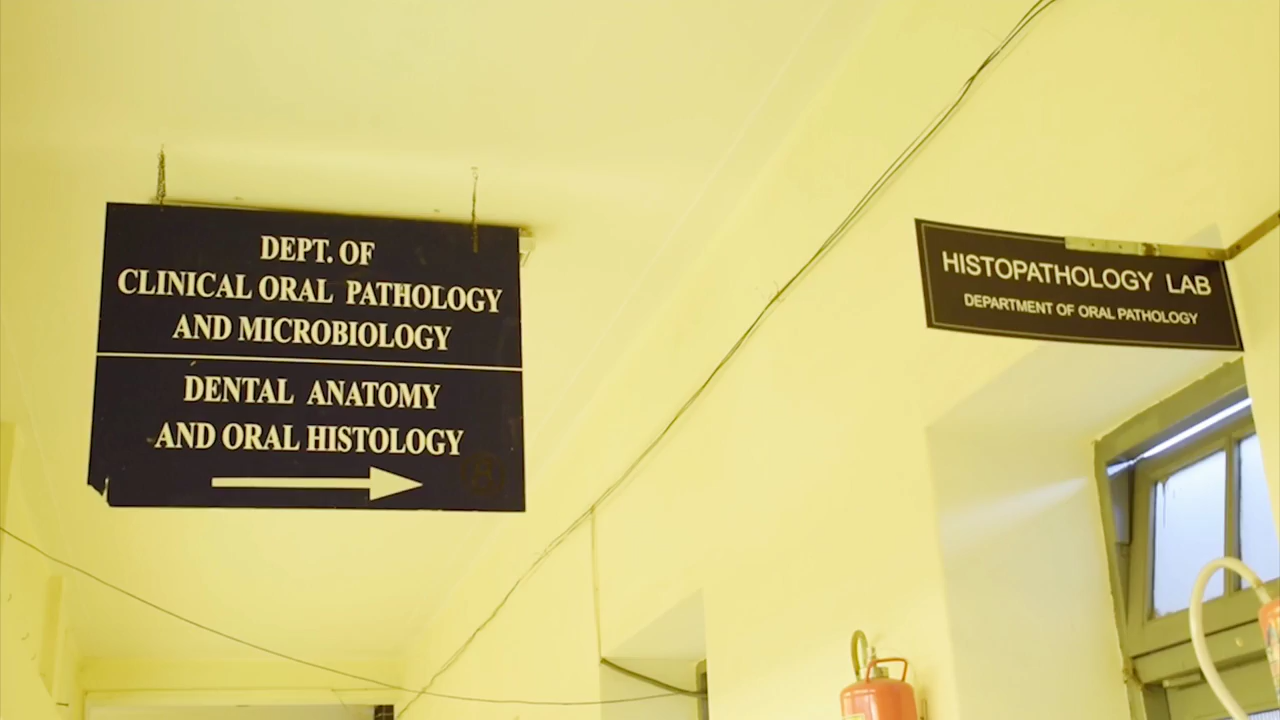 DEPT. OF
CLINICAL ORAL PATHOLOGY
AND MICROBIOLOGY
DENTAL ANATOMY
AND ORAL HISTOLOGY
HISTOPATHOLOGY LAB
DEPARTMENT OF ORAL PATHOLOGY